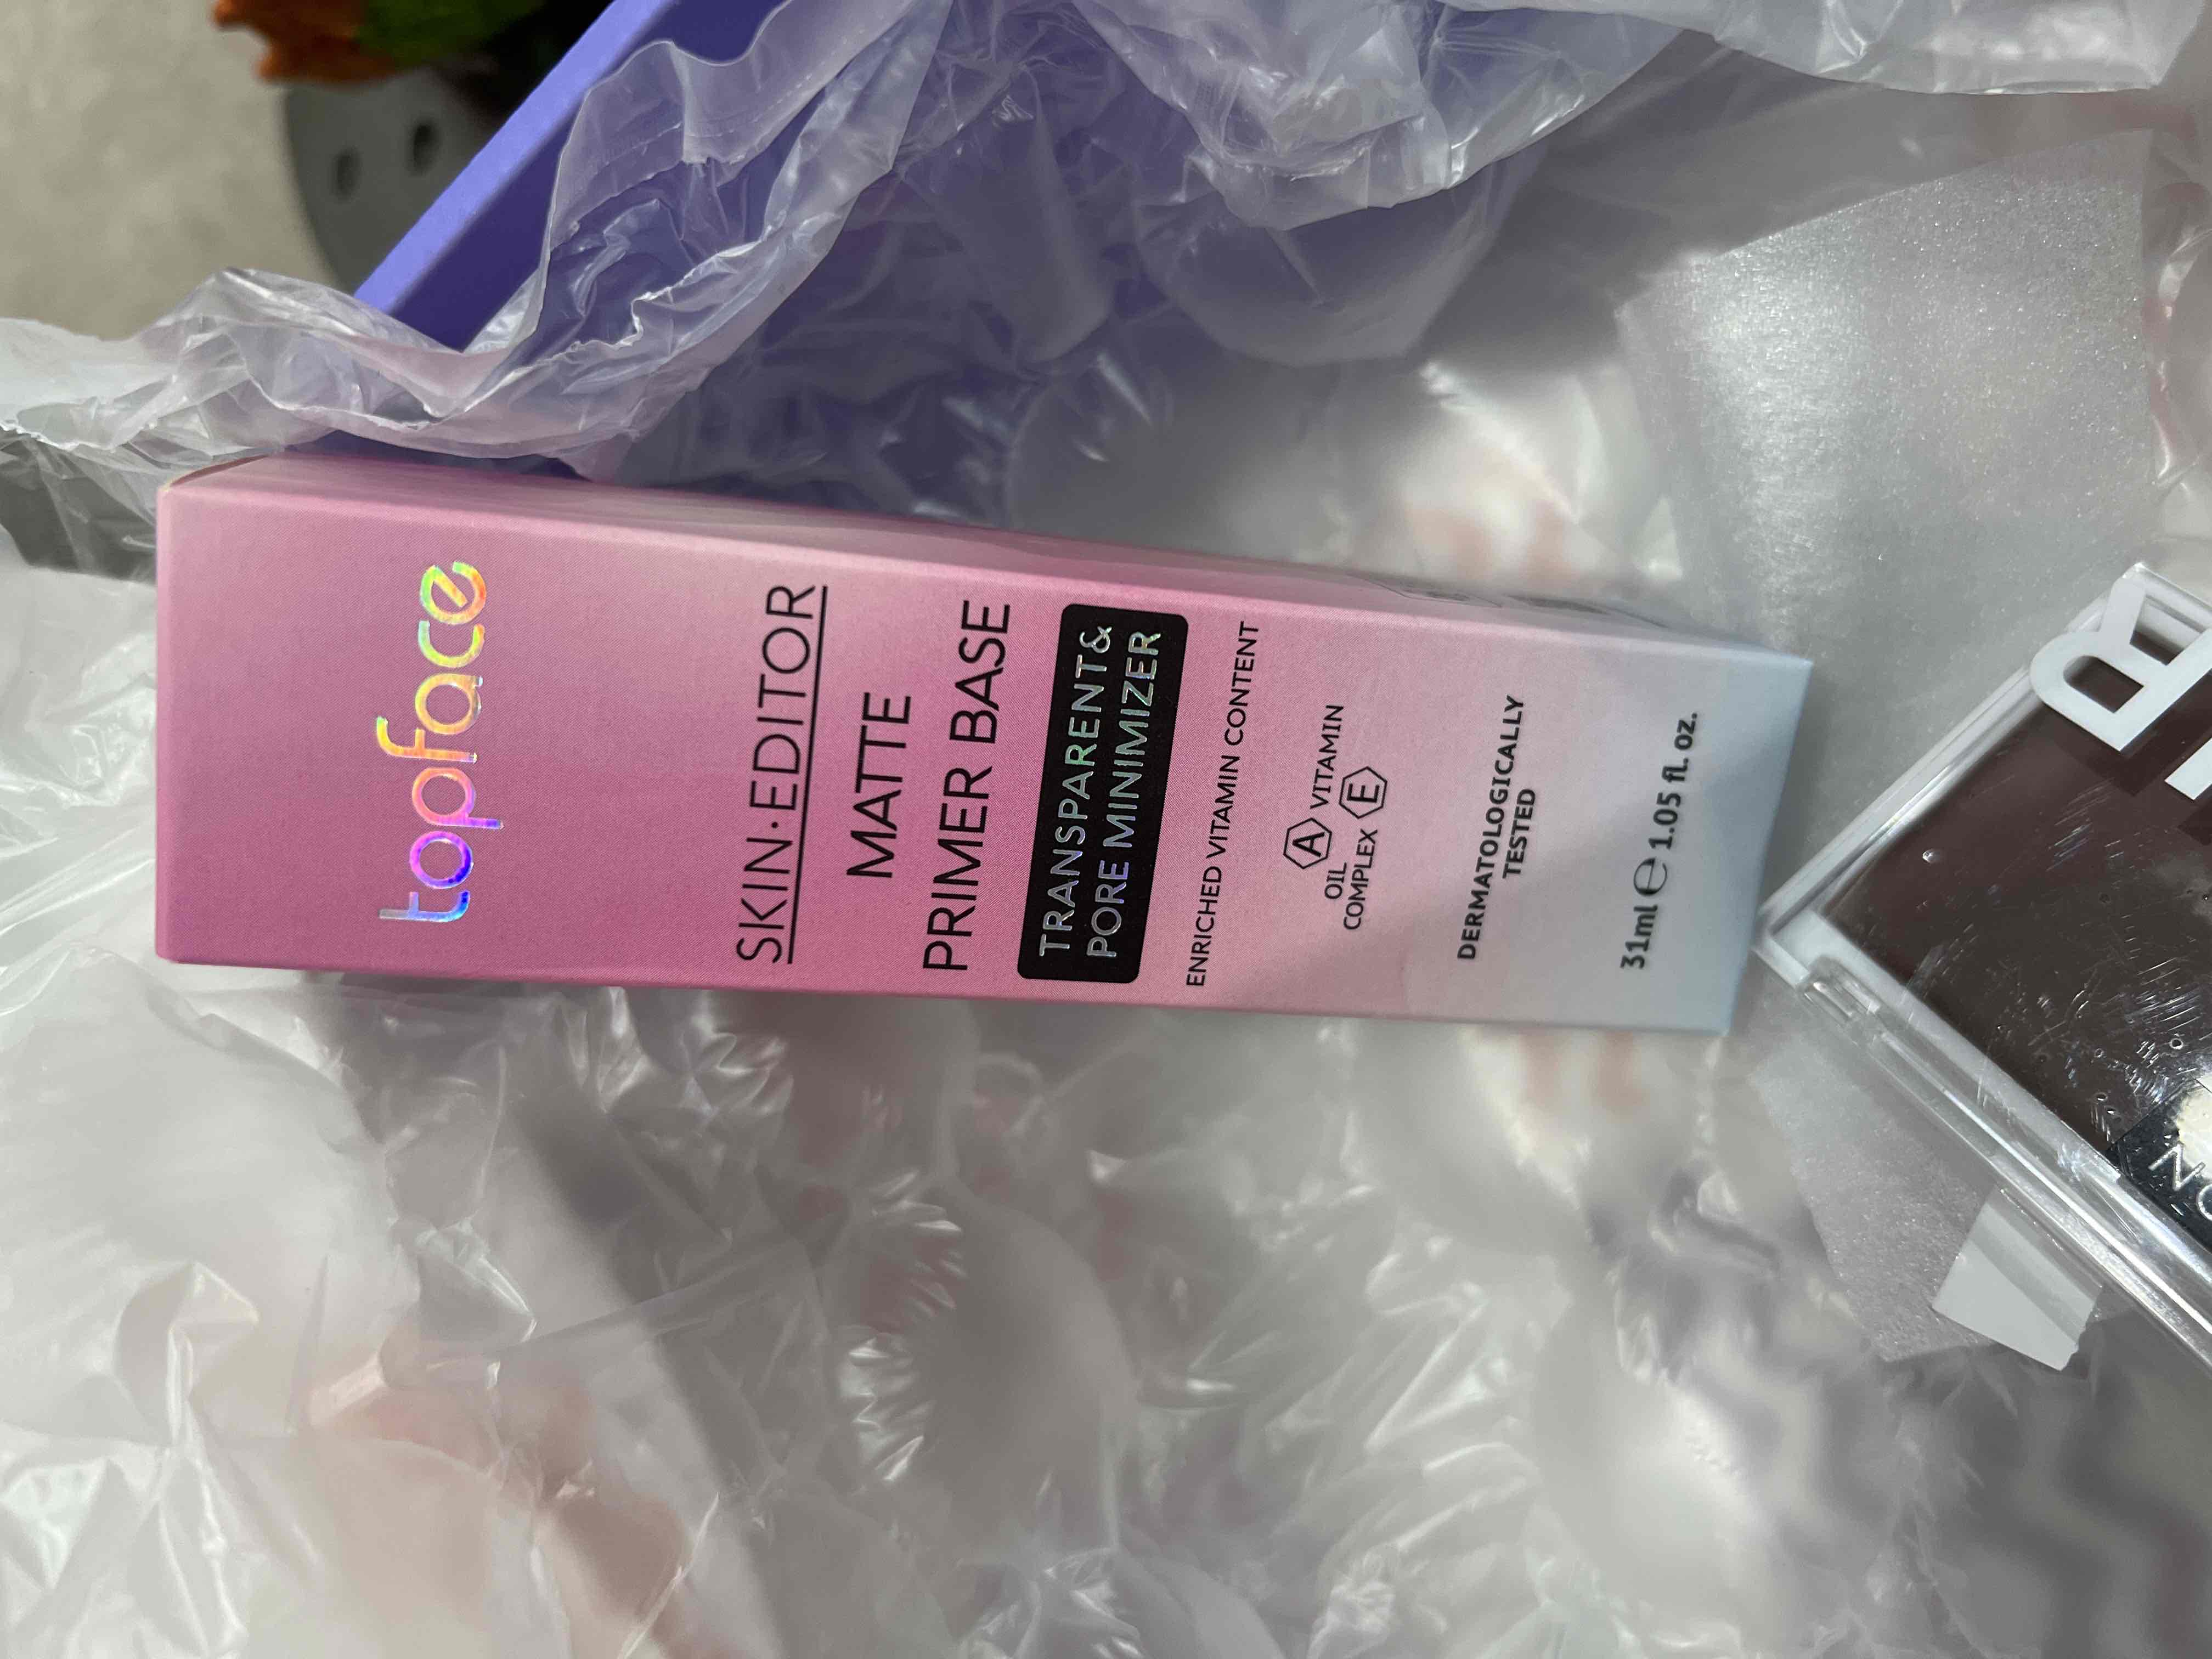 topface
SKIN·EDITOR
MATTE
PRIMER BASE
TRANSPARENT&
PORE MINIMIZER
ENRICHED VITAMIN CONTENT
A VITAMIN
OIL
COMPLEX E
DERMATOLOGICALLY
TESTED
31ml ℮ 1.05 fl. oz.